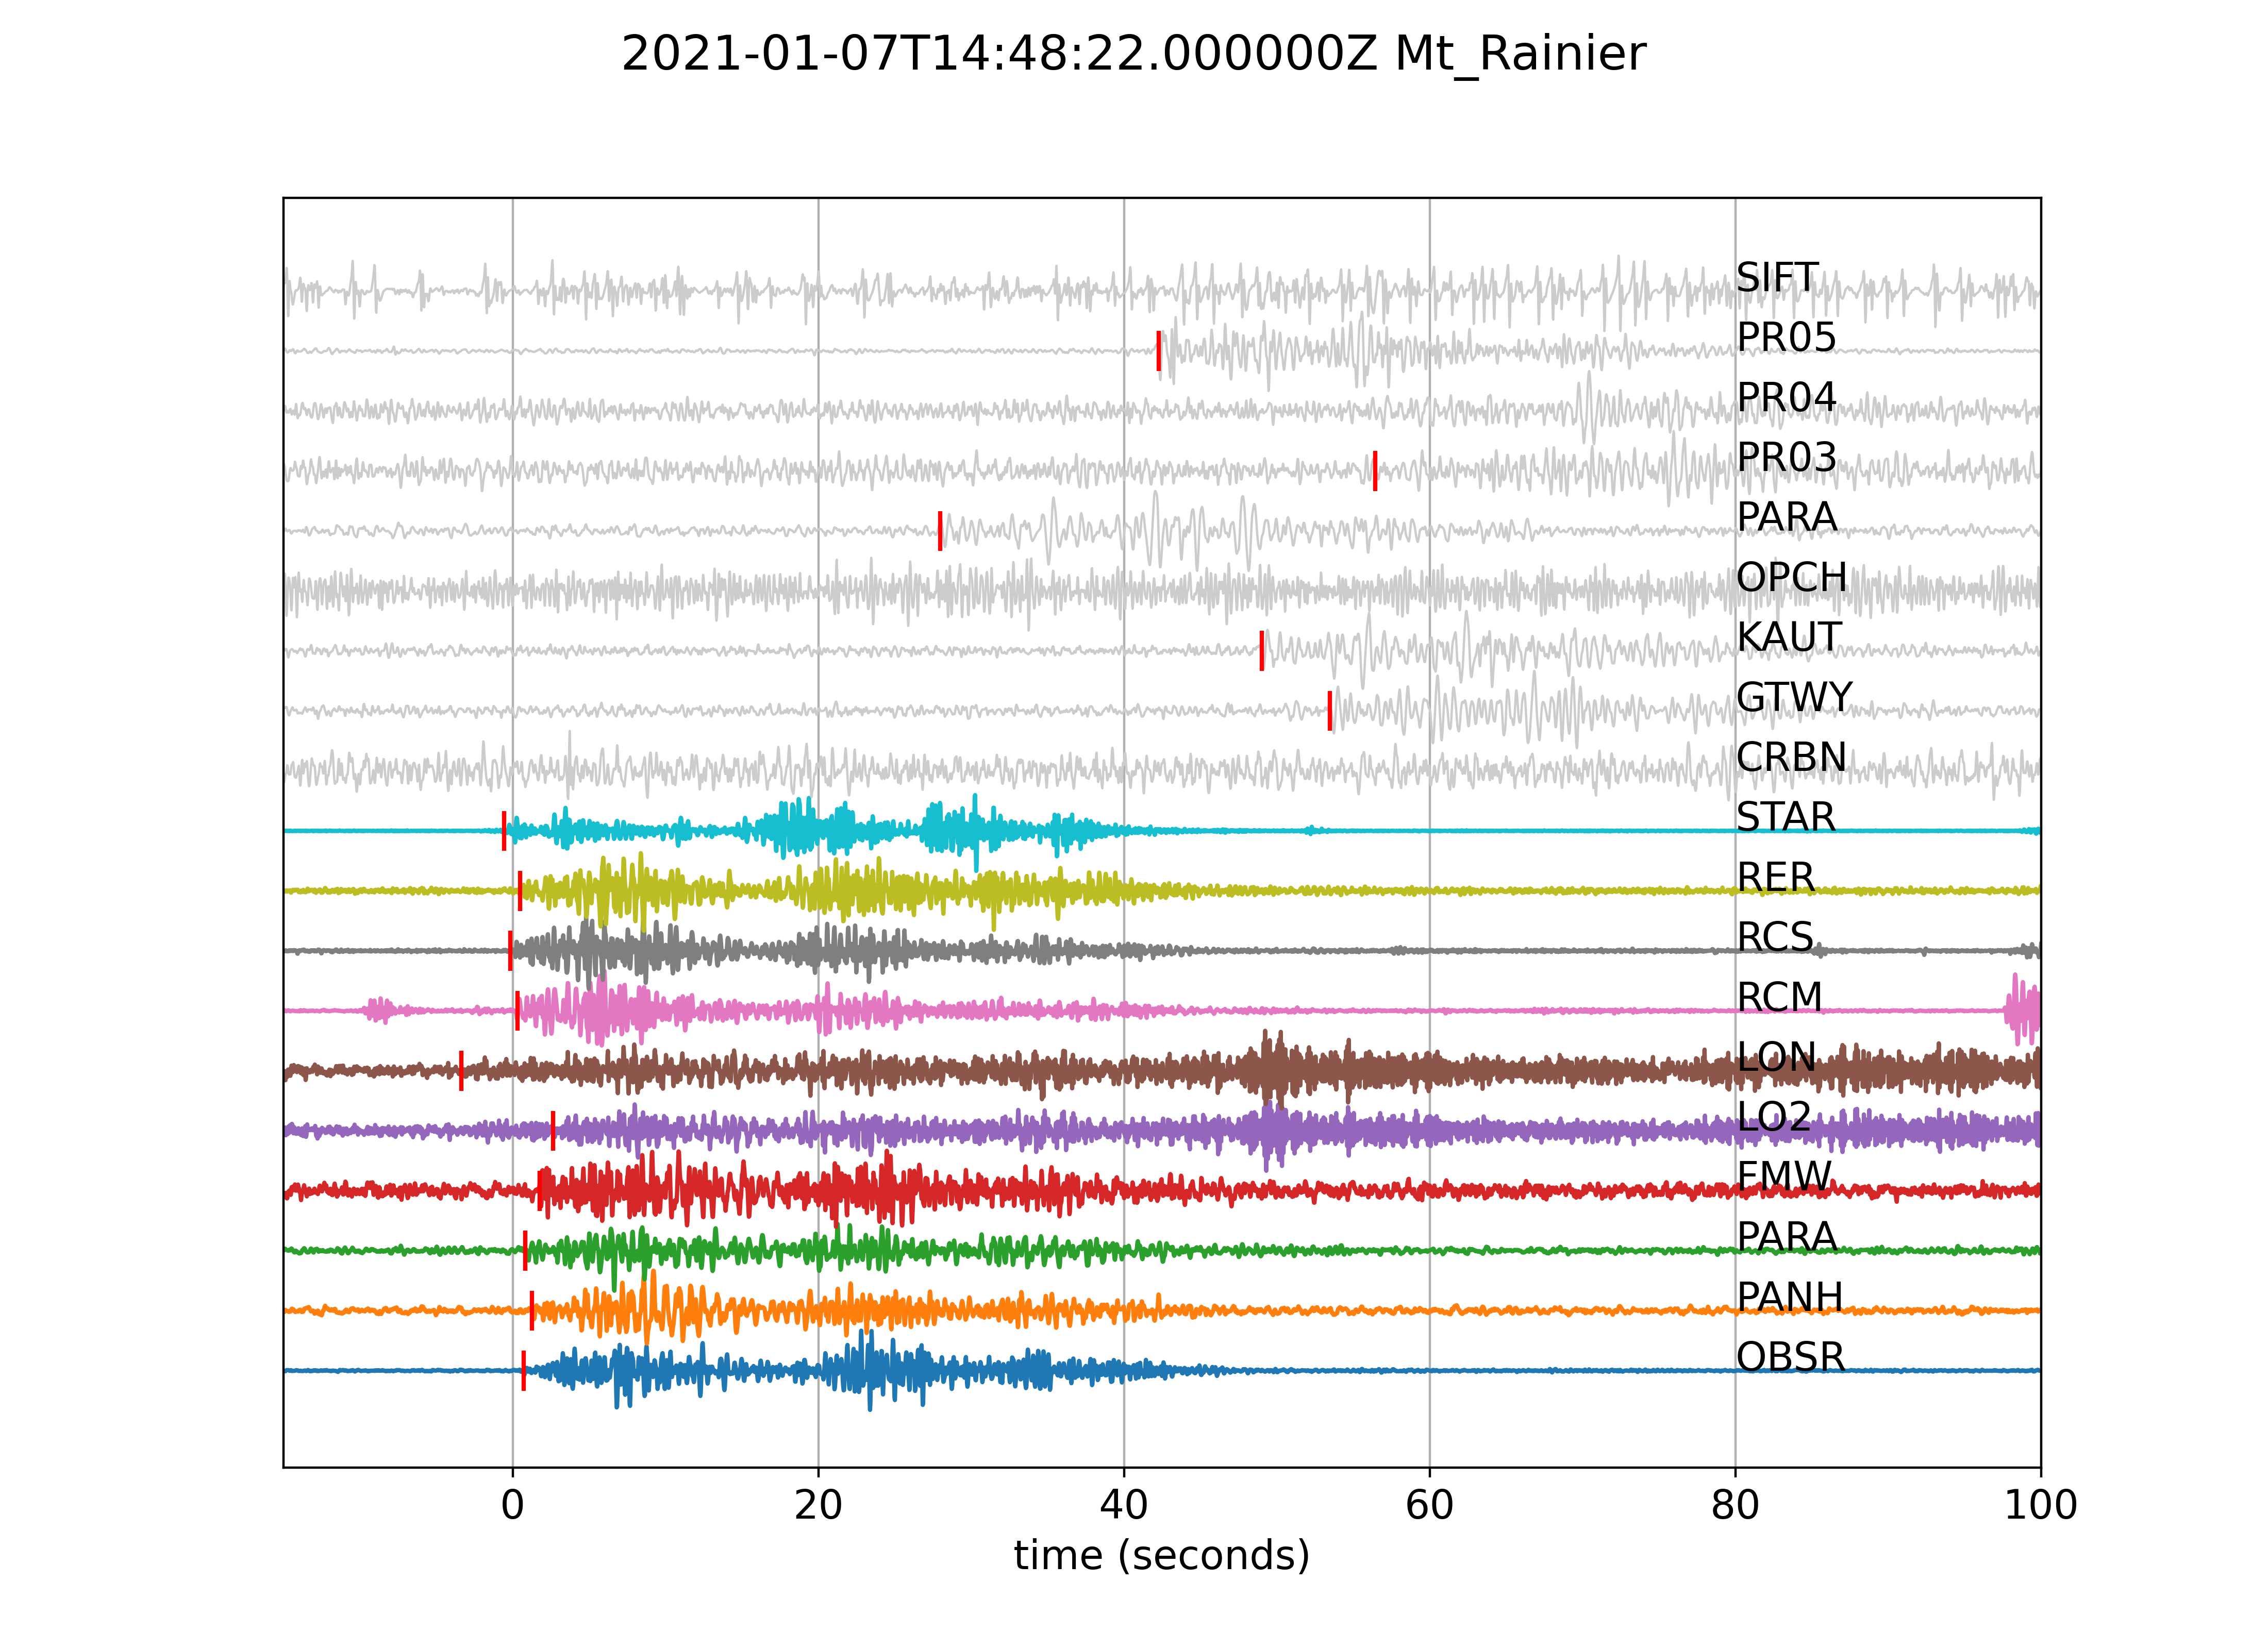 2021-01-07T14:48:22.000000Z Mt_Rainier
SIFT
PR05
PR04
PR03
PARA
OPCH
KAUT
GTWY
CRBN
STAR
RER
RCS
RCM
LON
LO2
FMW
PARA
PANH
OBSR
0 20 40 60 80 100
time (seconds)